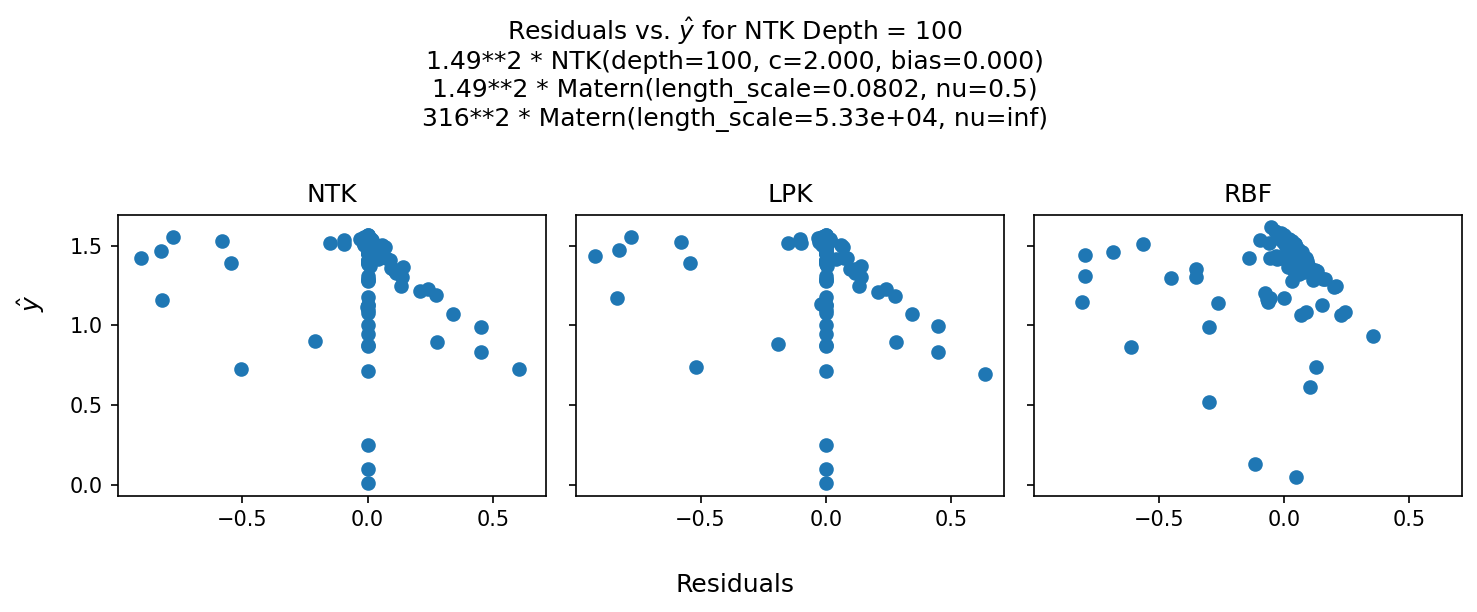 Residuals vs. ŷ for NTK Depth = 100
1.49**2 * NTK(depth=100, c=2.000, bias=0.000)
1.49**2 * Matern(length_scale=0.0802, nu=0.5)
316**2 * Matern(length_scale=5.33e+04, nu=inf)
NTK LPK RBF
1.5
1.0
0.5
0.0
ŷ
−0.5 0.0 0.5 −0.5 0.0 0.5 −0.5 0.0 0.5
Residuals